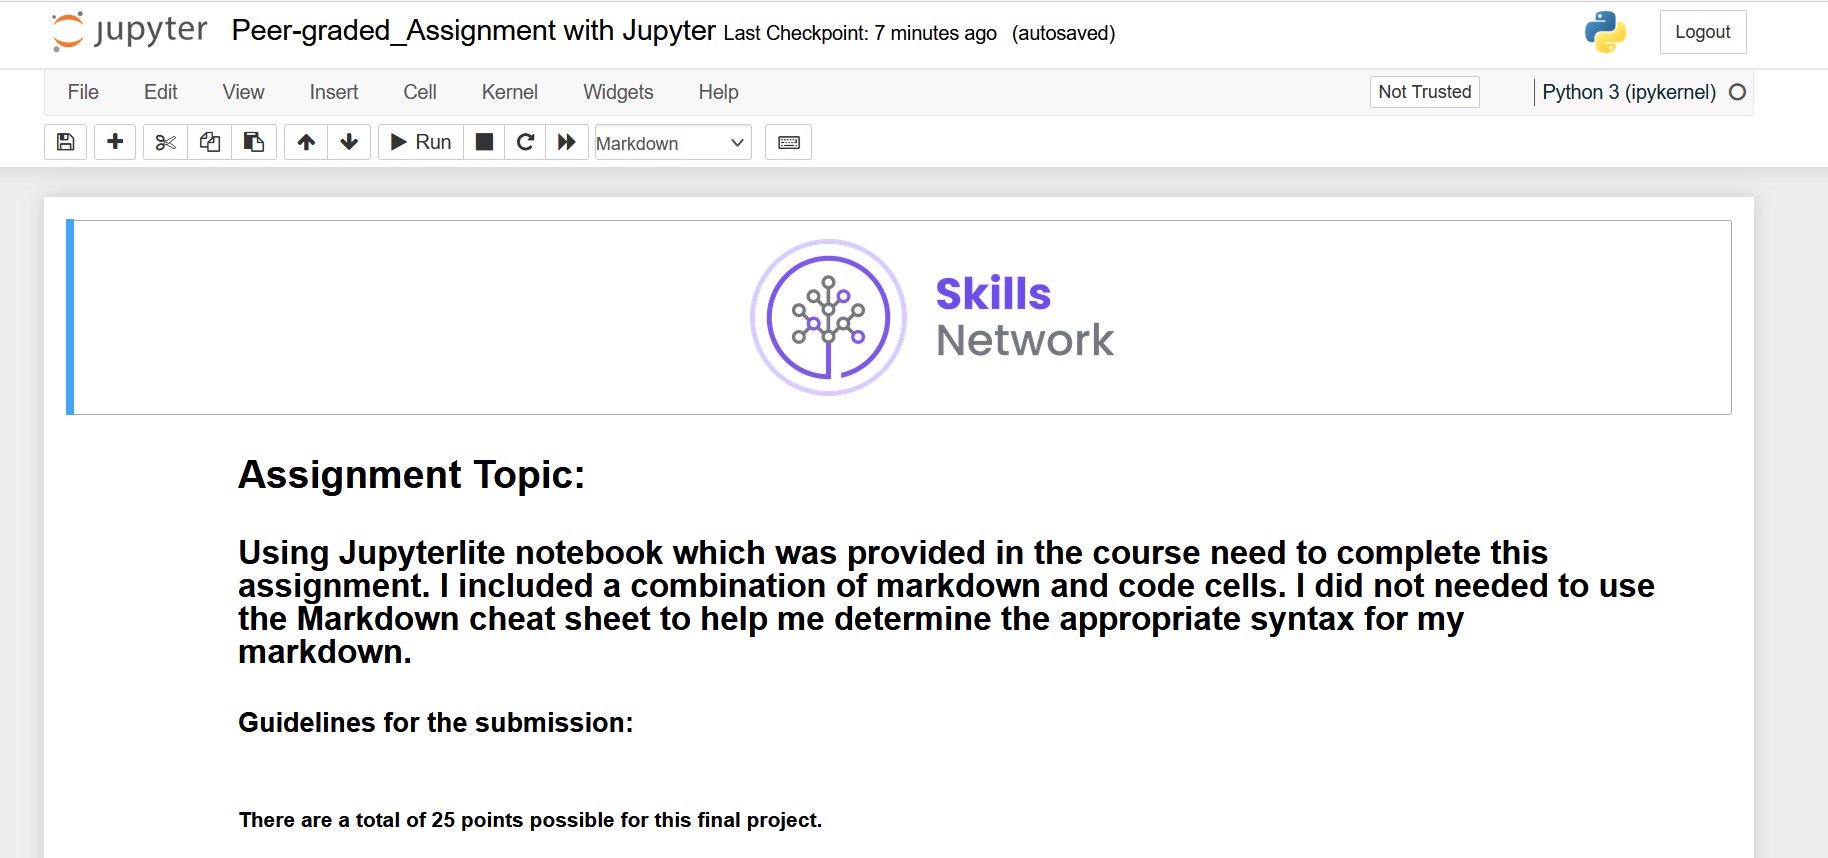 jupyter Peer-graded_Assignment with Jupyter Last Checkpoint: 7 minutes ago (autosaved)
Logout
File Edit View Insert Cell Kernel Widgets Help
Not Trusted
Python 3 (ipykernel)
Run
Markdown
Skills
Network
Assignment Topic:
Using Jupyterlite notebook which was provided in the course need to complete this
assignment. I included a combination of markdown and code cells. I did not needed to use
the Markdown cheat sheet to help me determine the appropriate syntax for my
markdown.
Guidelines for the submission:
There are a total of 25 points possible for this final project.